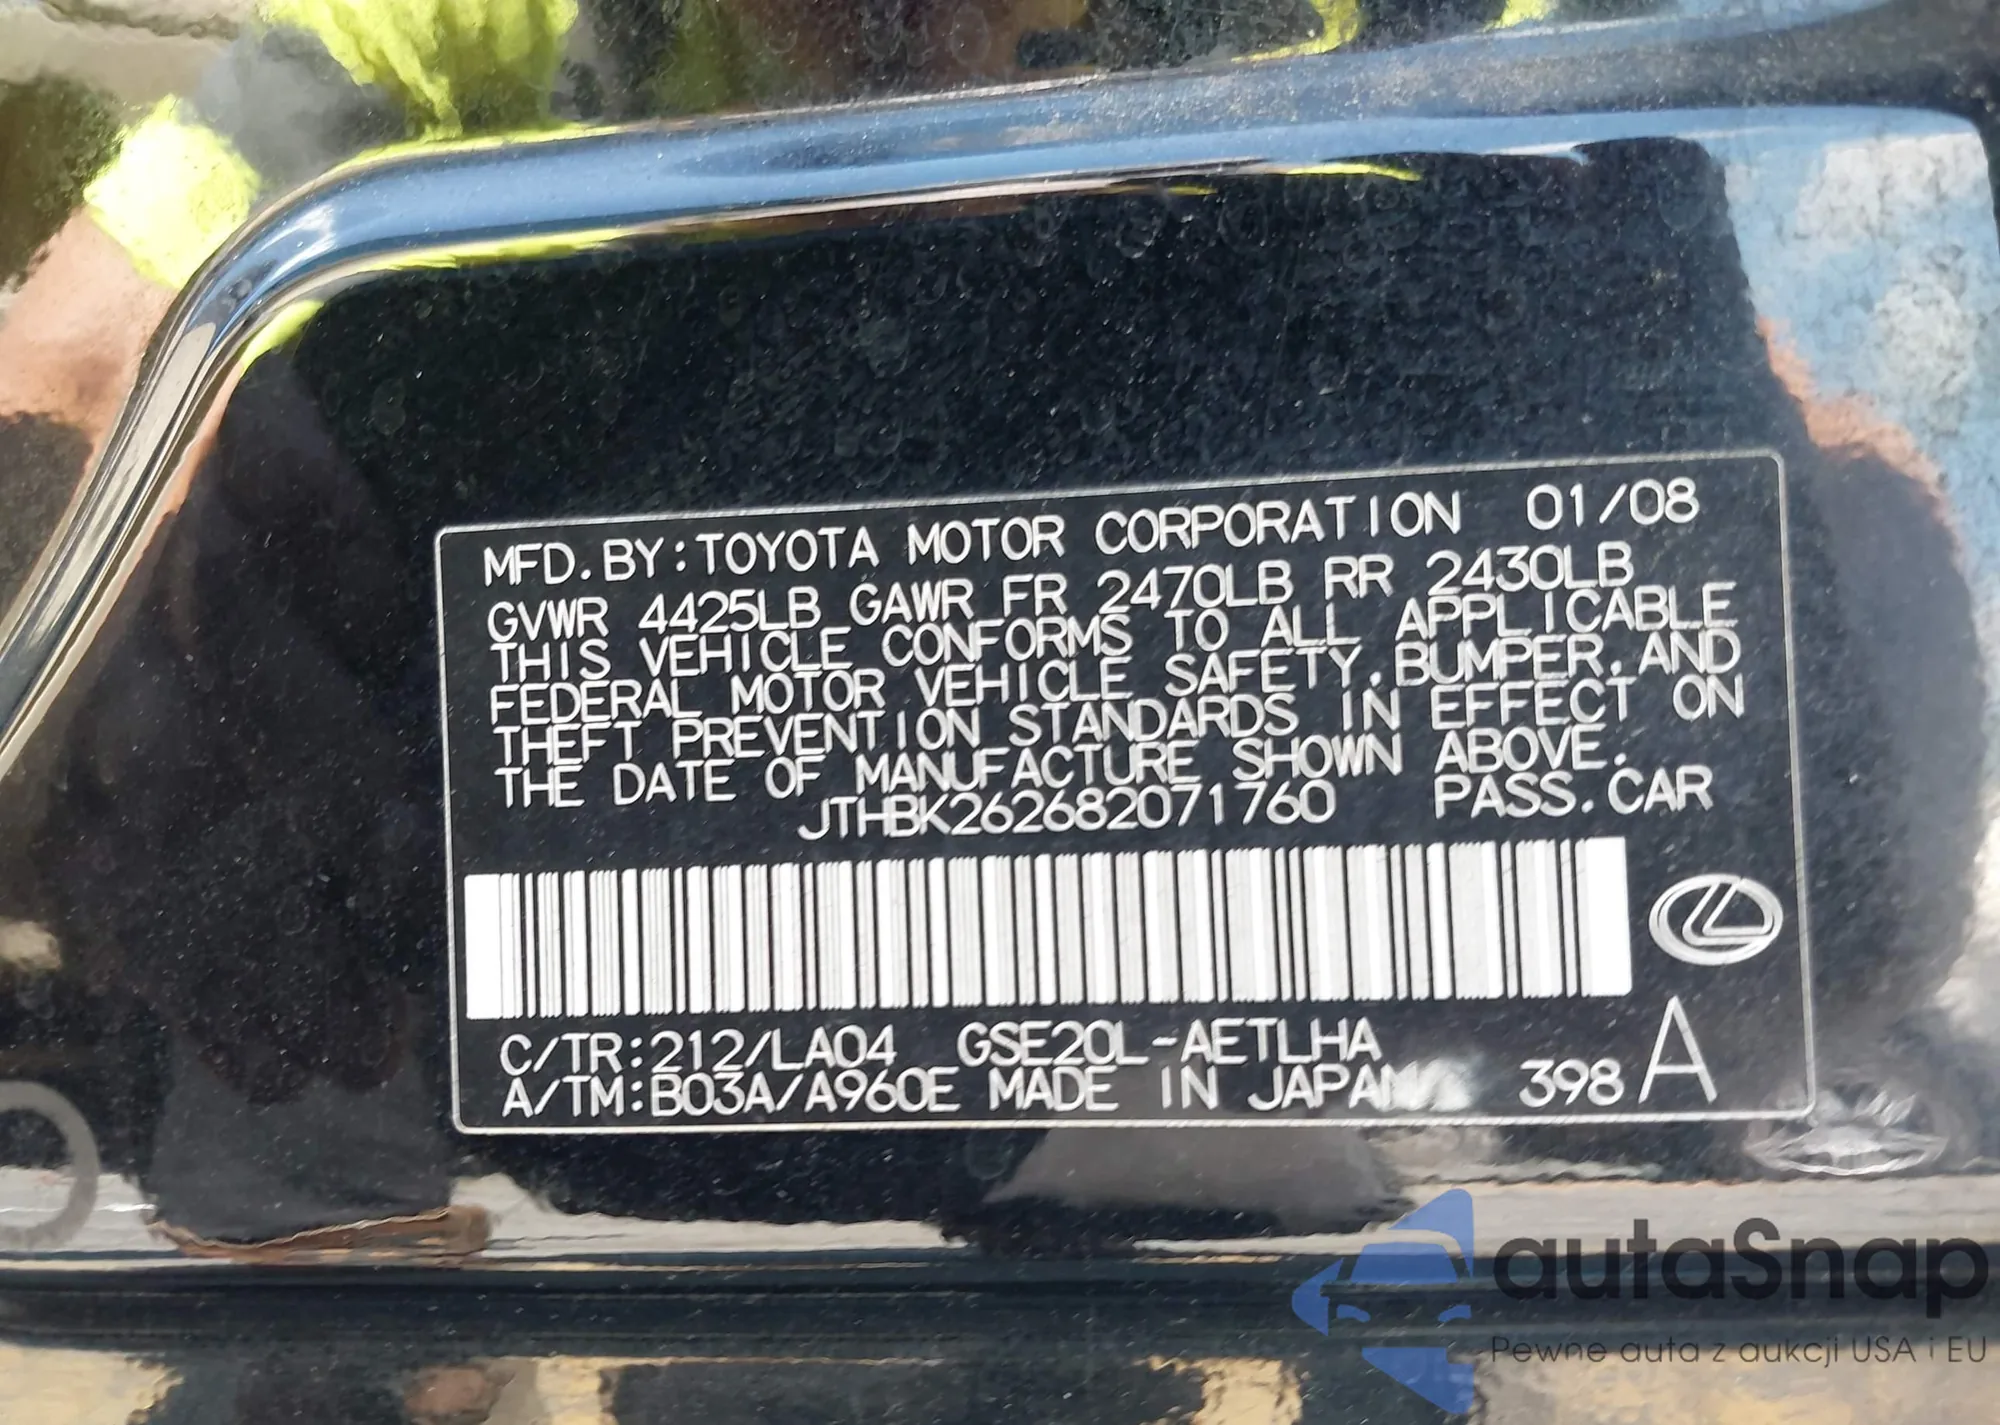 MFD.BY:TOYOTA MOTOR CORPORATION 01/08
GVWR 4425LB GAWR FR 2470LB RR 2430LB
THIS VEHICLE CONFORMS TO ALL APPLICABLE
FEDERAL MOTOR VEHICLE SAFETY,BUMPER,AND
THEFT PREVENTION STANDARDS IN EFFECT ON
THE DATE OF MANUFACTURE SHOWN ABOVE.
JTHBK262682071760 PASS.CAR
C/TR:212/LA04 GSE20L-AETLHA
A/TM:B03A/A960E MADE IN JAPAN 398 A
autaSnap
Pewne auta z aukcji USA i EU